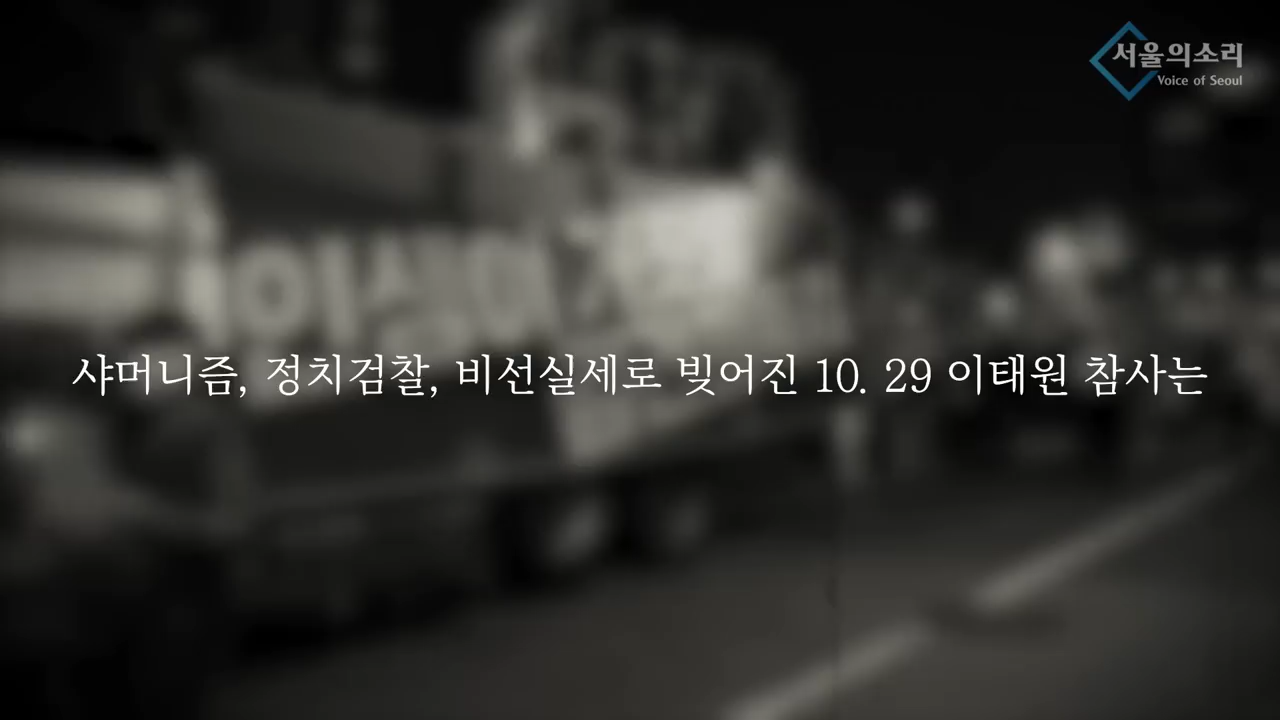 서울의소리
Voice of Seoul
샤머니즘, 정치검찰, 비선실세로 빚어진 10. 29 이태원 참사는